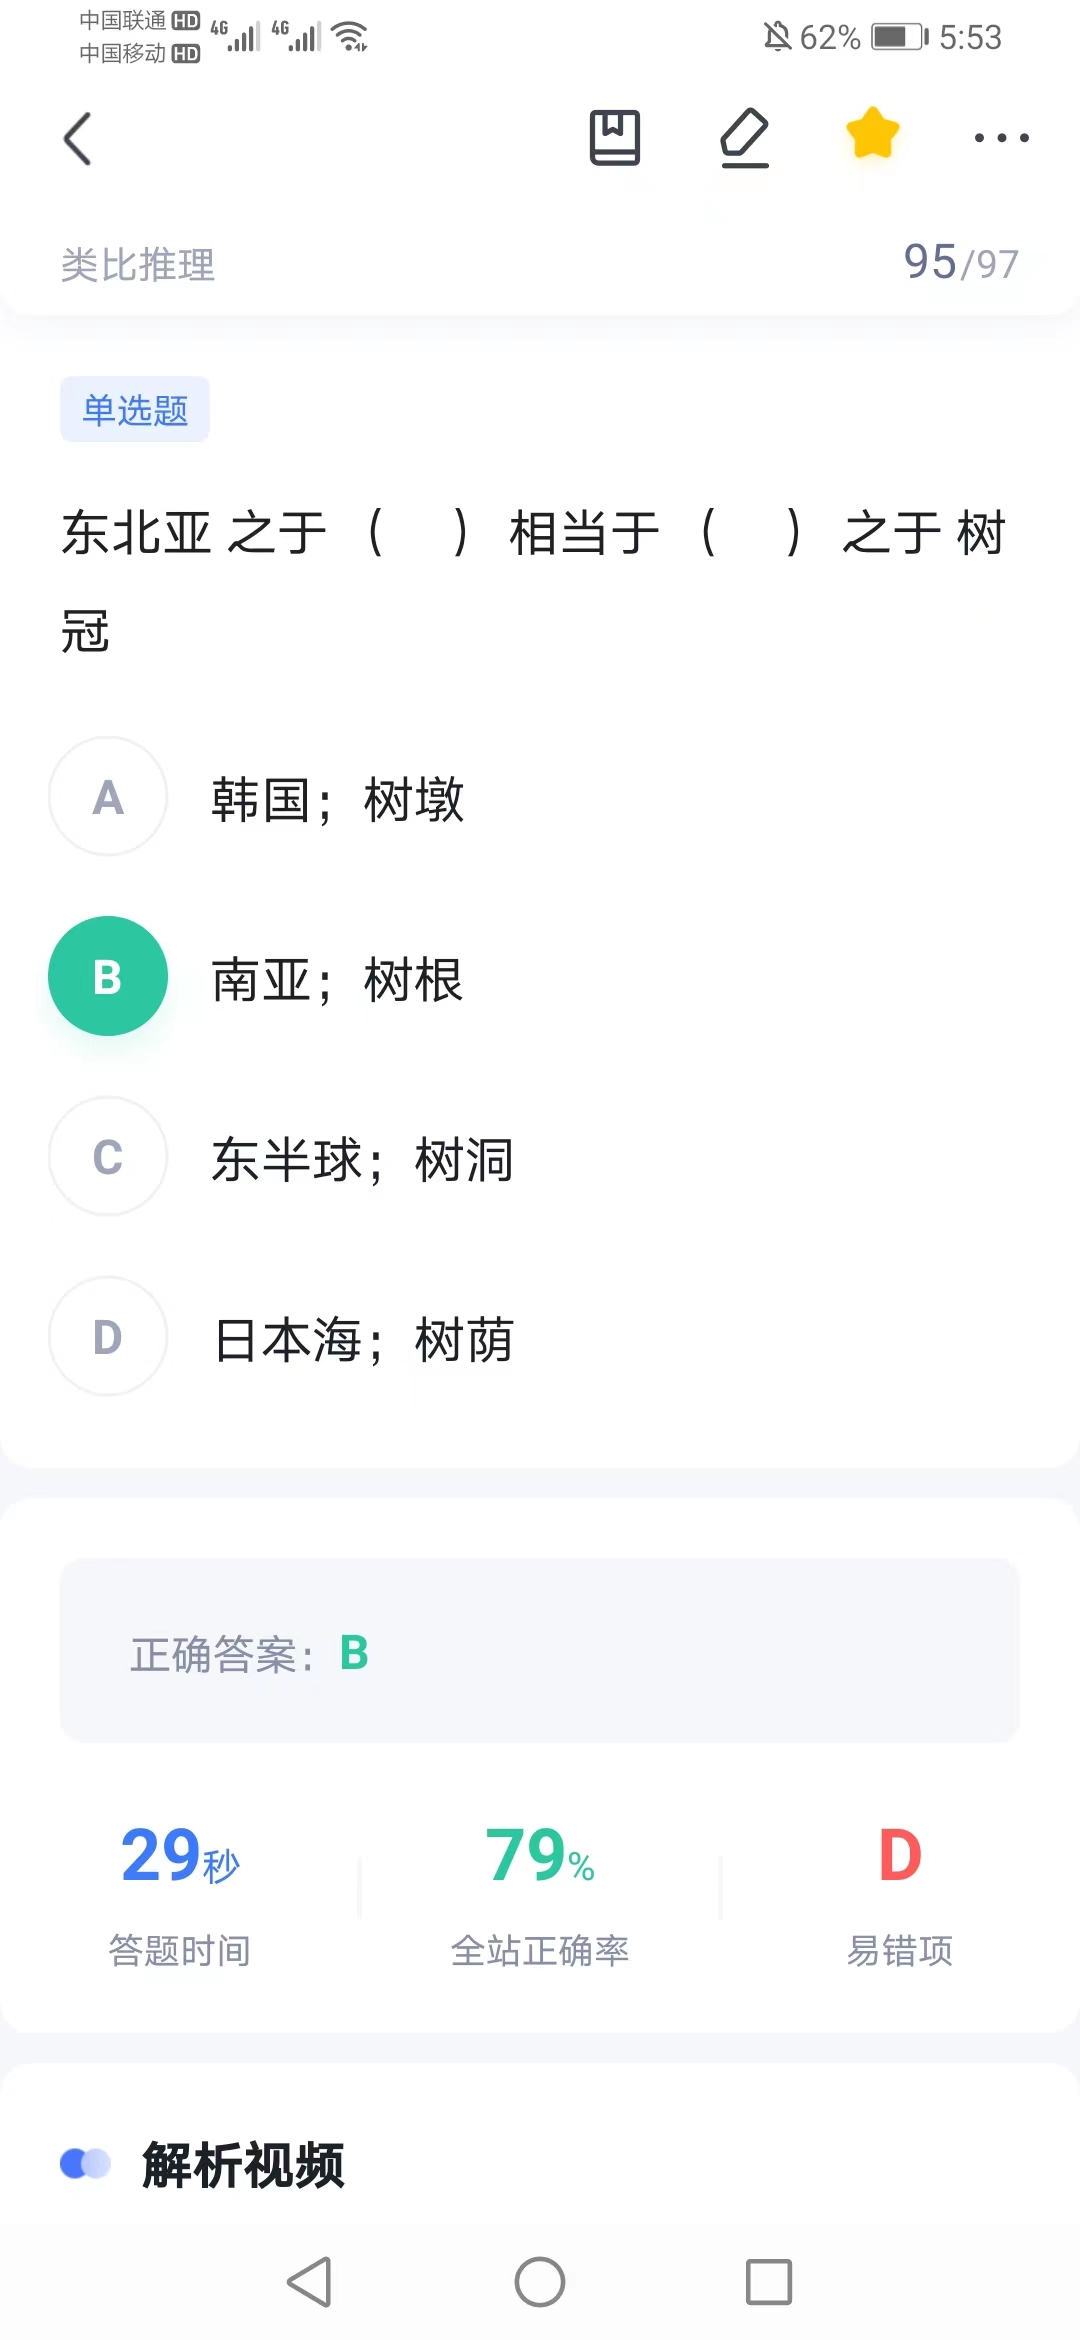 中国联通 HD 4G 4G 62% 5:53
中国移动 HD
类比推理 95/97
单选题
东北亚 之于 （ ） 相当于 （ ） 之于 树
冠
A 韩国；树墩
B 南亚；树根
C 东半球；树洞
D 日本海；树荫
正确答案：B
29秒 79% D
答题时间 全站正确率 易错项
解析视频